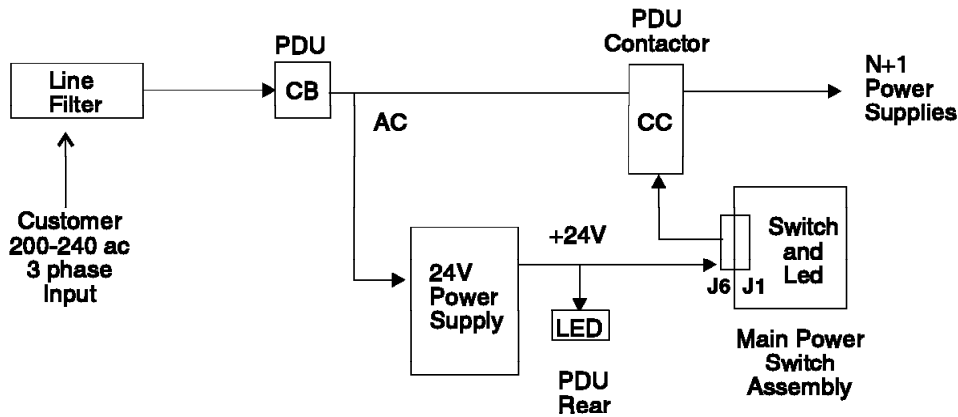 PDU
Contactor
PDU
Line
Filter
CB
N+1
Power
Supplies
AC
CC
Customer
200-240 ac
3 phase
Input
+24V
24V
Power
Supply
Switch
and
Led
J6 J1
LED
PDU
Rear
Main Power
Switch
Assembly